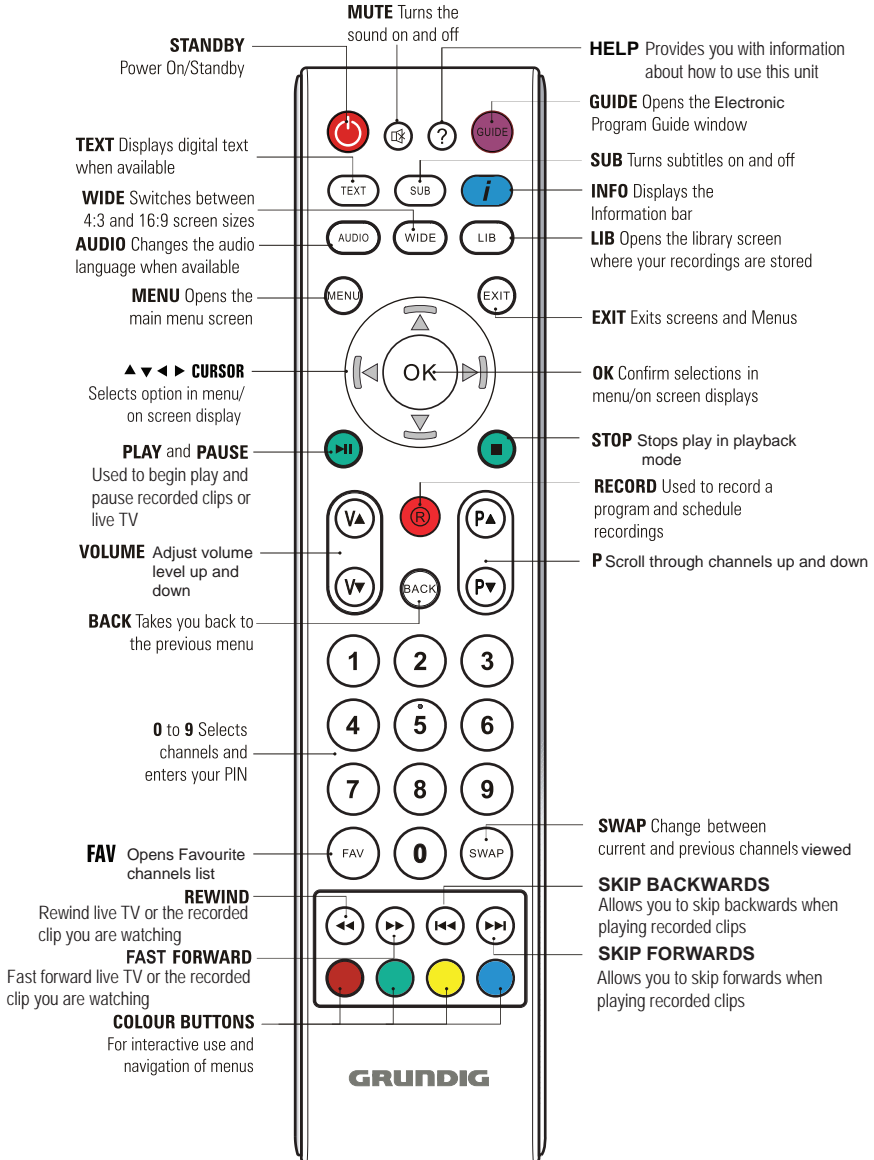 MUTE Turns the
sound on and off
STANDBY
Power On/Standby
HELP Provides you with information
about how to use this unit
GUIDE Opens the Electronic
Program Guide window
TEXT Displays digital text
when available
SUB Turns subtitles on and off
WIDE Switches between
4:3 and 16:9 screen sizes
INFO Displays the
Information bar
AUDIO Changes the audio
language when available
LIB Opens the library screen
where your recordings are stored
MENU Opens the
main menu screen
EXIT Exits screens and Menus
▲ ▼ ◄ ► CURSOR
Selects option in menu/
on screen display
OK Confirm selections in
menu/on screen displays
PLAY and PAUSE
Used to begin play and
pause recorded clips or
live TV
STOP Stops play in playback
mode
RECORD Used to record a
program and schedule
recordings
VOLUME Adjust volume
level up and
down
P Scroll through channels up and down
BACK Takes you back to
the previous menu
0 to 9 Selects
channels and
enters your PIN
SWAP Change between
current and previous channels viewed
FAV Opens Favourite
channels list
REWIND
Rewind live TV or the recorded
clip you are watching
SKIP BACKWARDS
Allows you to skip backwards when
playing recorded clips
FAST FORWARD
Fast forward live TV or the recorded
clip you are watching
SKIP FORWARDS
Allows you to skip forwards when
playing recorded clips
COLOUR BUTTONS
For interactive use and
navigation of menus
? GUIDE
TEXT SUB i
AUDIO WIDE LIB
MENU EXIT
OK
V▲ R P▲
V▼ BACK P▼
1 2 3
4 5 6
7 8 9
FAV 0 SWAP
GRUNDIG